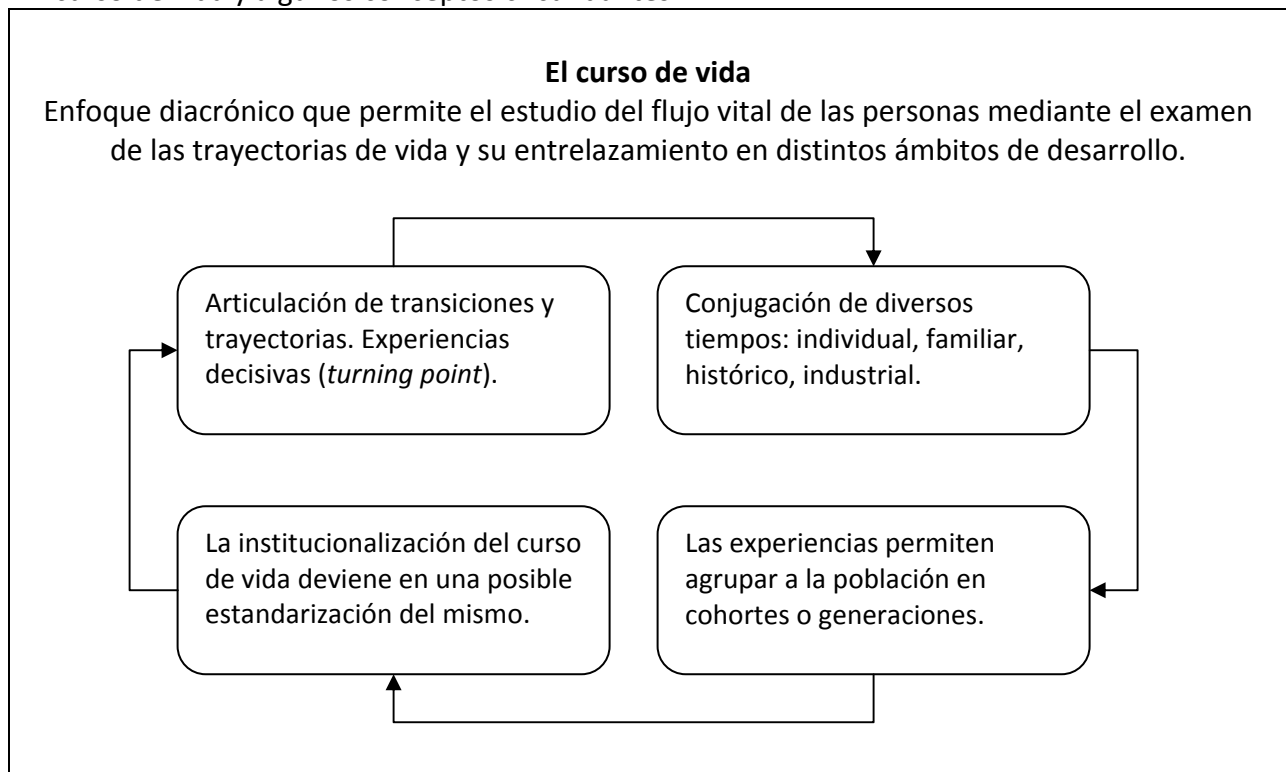 El curso de vida
Enfoque diacrónico que permite el estudio del flujo vital de las personas mediante el examen
de las trayectorias de vida y su entrelazamiento en distintos ámbitos de desarrollo.
Articulación de transiciones y
trayectorias. Experiencias
decisivas (turning point).
Conjugación de diversos
tiempos: individual, familiar,
histórico, industrial.
La institucionalización del curso
de vida deviene en una posible
estandarización del mismo.
Las experiencias permiten
agrupar a la población en
cohortes o generaciones.